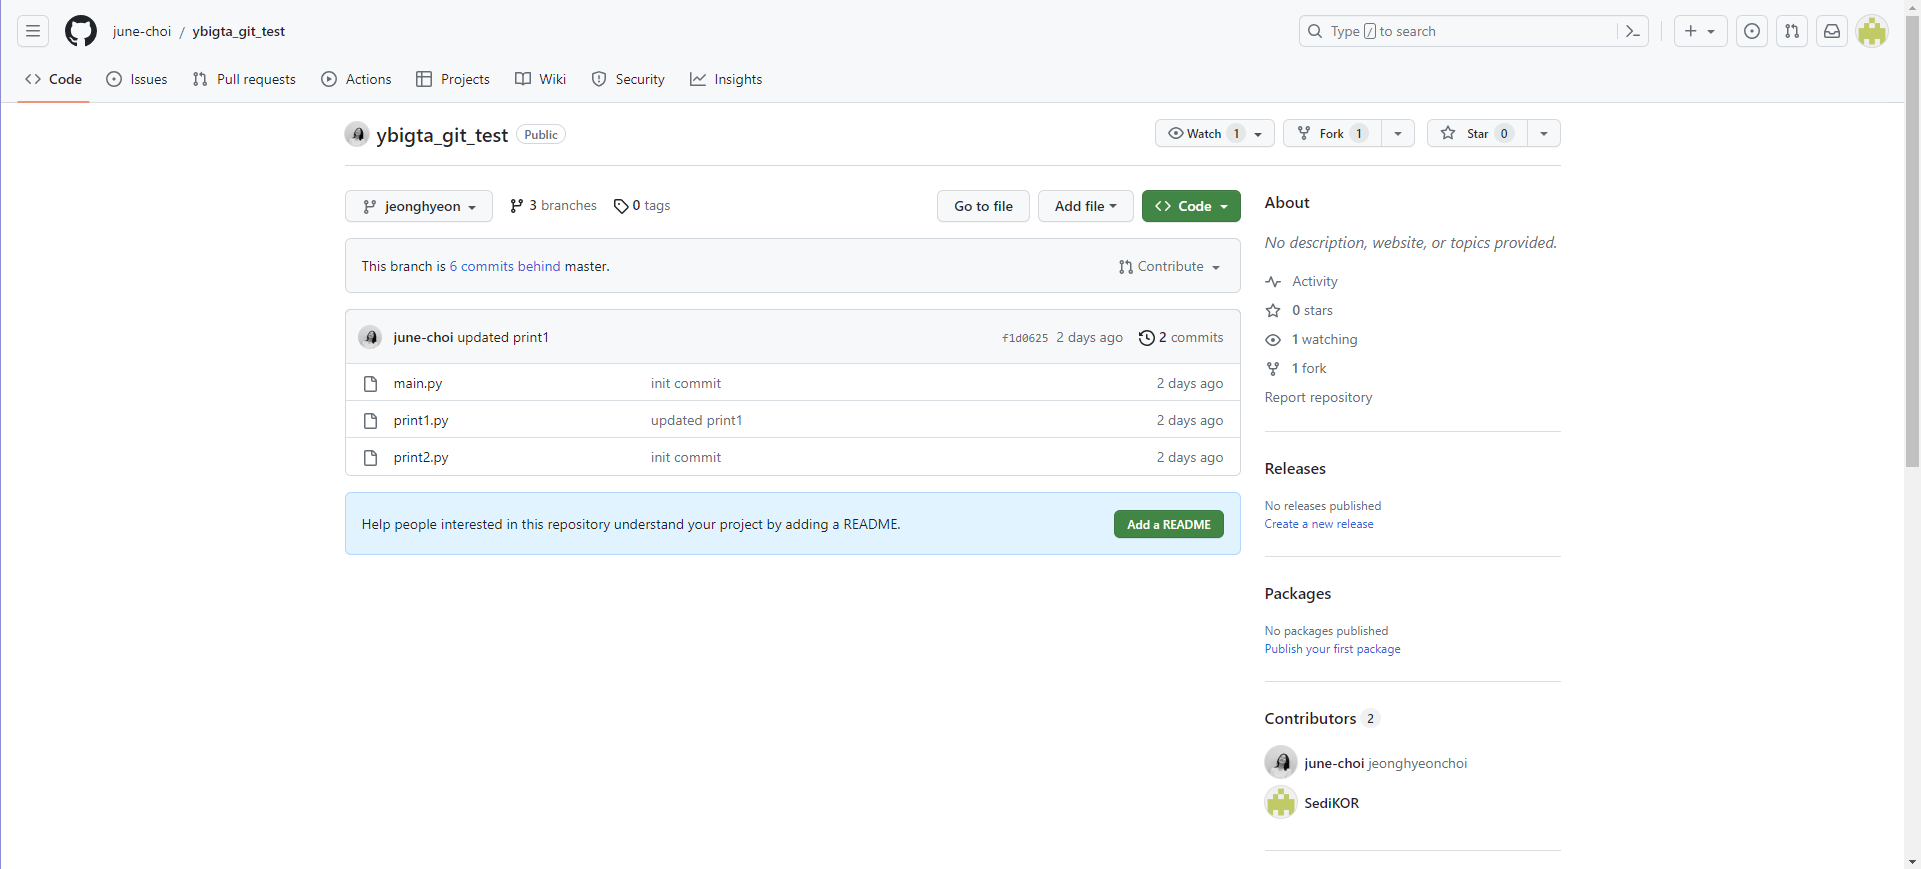 june-choi / ybigta_git_test
Type / to search
Code Issues Pull requests Actions Projects Wiki Security Insights
ybigta_git_test Public
Watch 1 Fork 1 Star 0
jeonghyeon 3 branches 0 tags
Go to file Add file Code
This branch is 6 commits behind master.
Contribute
june-choi updated print1 f1d0625 2 days ago 2 commits
main.py init commit 2 days ago
print1.py updated print1 2 days ago
print2.py init commit 2 days ago
Help people interested in this repository understand your project by adding a README.
Add a README
About
No description, website, or topics provided.
Activity
0 stars
1 watching
1 fork
Report repository
Releases
No releases published
Create a new release
Packages
No packages published
Publish your first package
Contributors 2
june-choi jeonghyeonchoi
SediKOR